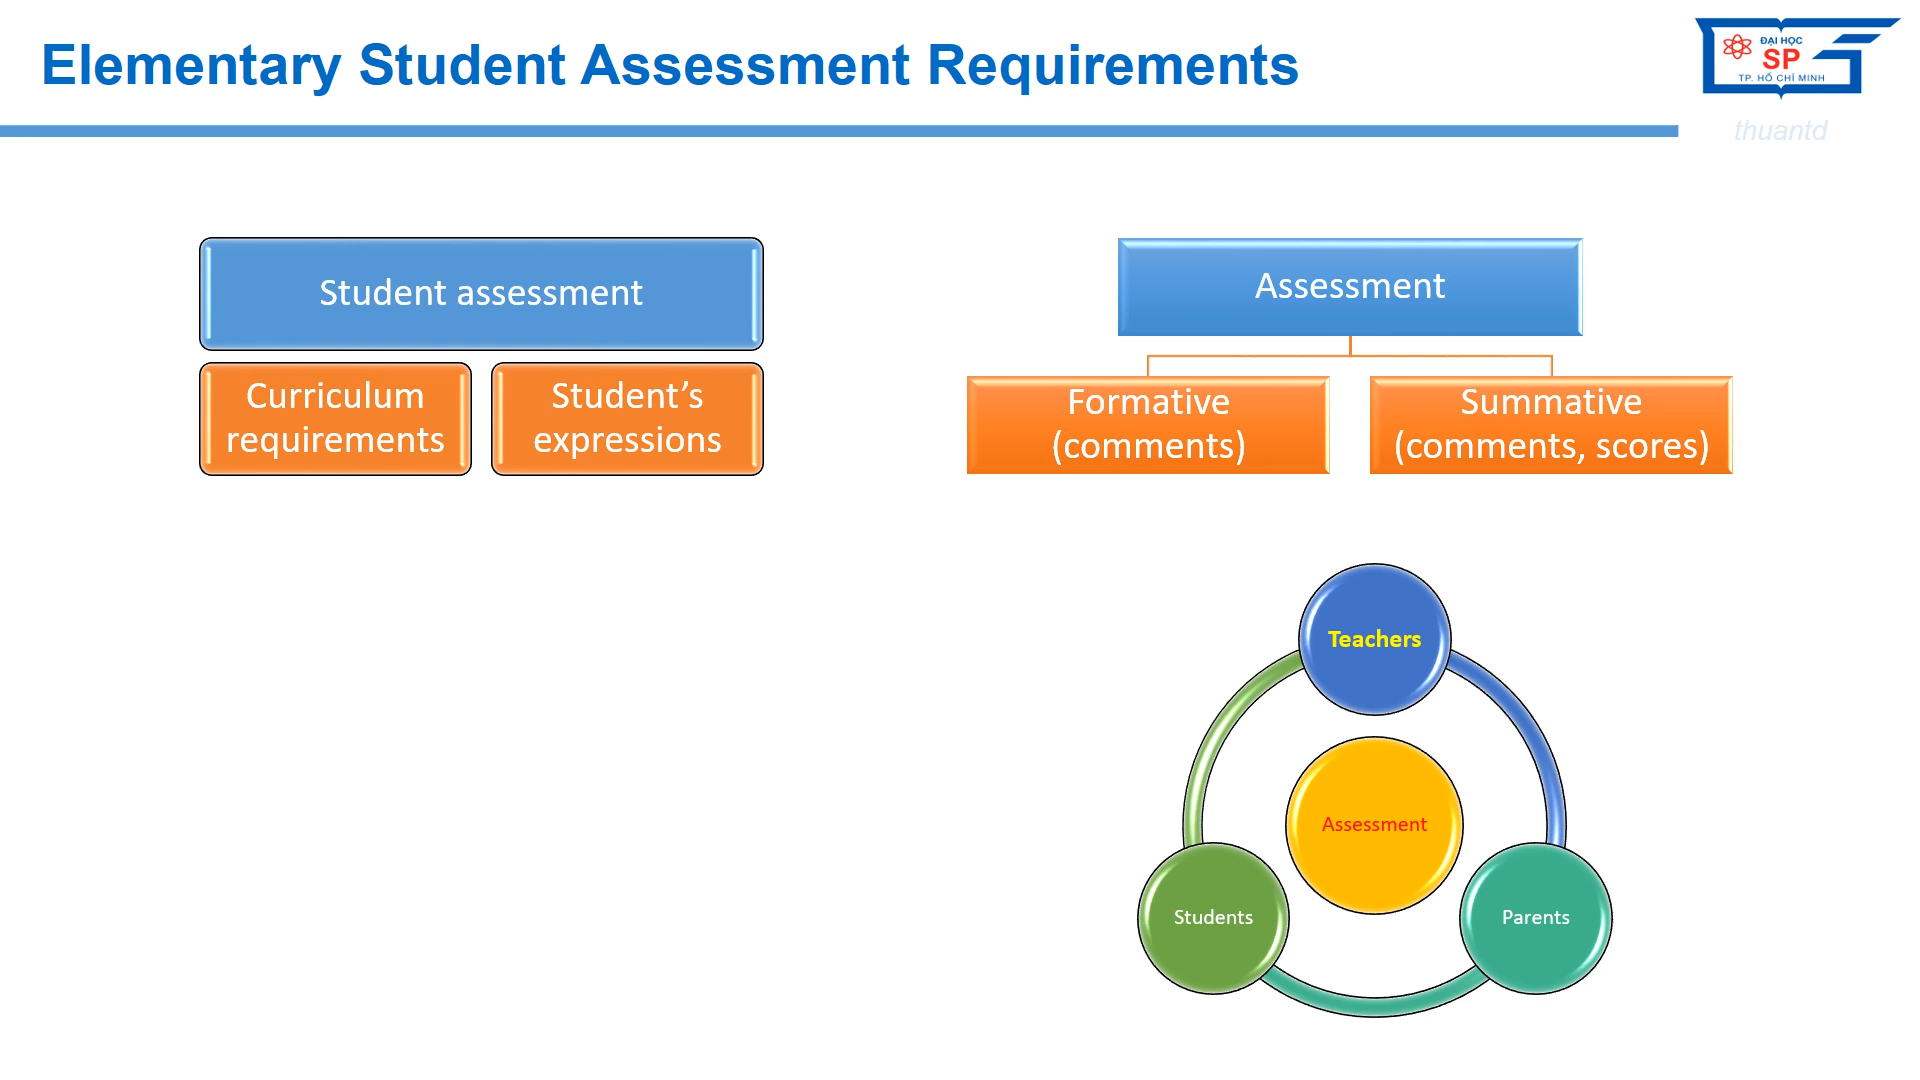 Elementary Student Assessment Requirements
ĐẠI HỌC
SP
TP. HỒ CHÍ MINH
thuantd
Student assessment
Curriculum
requirements
Student’s
expressions
Assessment
Formative
(comments)
Summative
(comments, scores)
Teachers
Assessment
Students
Parents